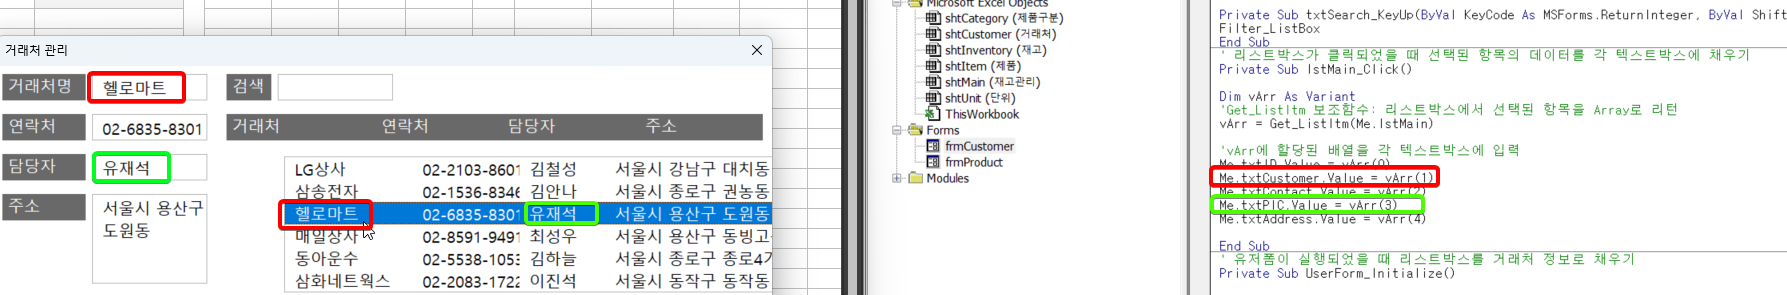 거래처 관리
거래처명
헬로마트
연락처
02-6835-8301
담당자
유재석
주소
서울시 용산구
도원동
검색
거래처 연락처 담당자 주소
LG상사 02-2103-8601 김철성 서울시 강남구 대치동
삼송전자 02-1536-8346 김안나 서울시 종로구 권농동
헬로마트 02-6835-8301 유재석 서울시 용산구 도원동
매일상사 02-8591-9491 최성우 서울시 용산구 동빙고
동아운수 02-5538-1053 김하늘 서울시 종로구 종로4가
삼화네트웍스 02-2083-1722 이진석 서울시 동작구 동작동
Microsoft Excel Objects
shtCategory (제품구분)
shtCustomer (거래처)
shtInventory (재고)
shtItem (제품)
shtMain (재고관리)
shtUnit (단위)
ThisWorkbook
Forms
frmCustomer
frmProduct
Modules
Private Sub txtSearch_KeyUp(ByVal KeyCode As MSForms.ReturnInteger, ByVal Shift
Filter_ListBox
End Sub
' 리스트박스가 클릭되었을 때 선택된 항목의 데이터를 각 텍스트박스에 채우기
Private Sub lstMain_Click()
Dim vArr As Variant
'Get_ListItm 보조함수: 리스트박스에서 선택된 항목을 Array로 리턴
vArr = Get_ListItm(Me.lstMain)
'vArr에 할당된 배열을 각 텍스트박스에 입력
Me.txtID.Value = vArr(0)
Me.txtCustomer.Value = vArr(1)
Me.txtContact.Value = vArr(2)
Me.txtPIC.Value = vArr(3)
Me.txtAddress.Value = vArr(4)
End Sub
' 유저폼이 실행되었을 때 리스트박스를 거래처 정보로 채우기
Private Sub UserForm_Initialize()